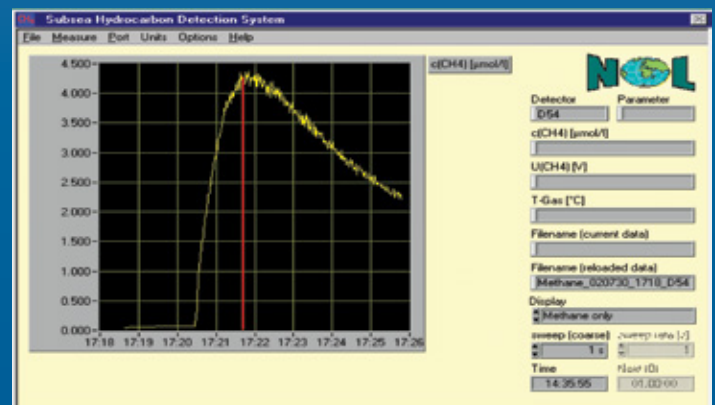 Subsea Hydrocarbon Detection System
File Measure Port Units Options Help
c(CH4) [µmol/l]
4.500
4.000
3.500
3.000
2.500
2.000
1.500
1.000
0.500
0.000
17:18 17:19 17:20 17:21 17:22 17:23 17:24 17:25 17:26
Detector Parameter
D54
c(CH4) [µmol/l]
U(CH4) [V]
T-Gas [°C]
Filename (current data)
Filename (reloaded data)
Methane_020730_1718_D54
Display
Methane only
sweep [coarse]
1 s 1
Time
14:35:55 01.00:00